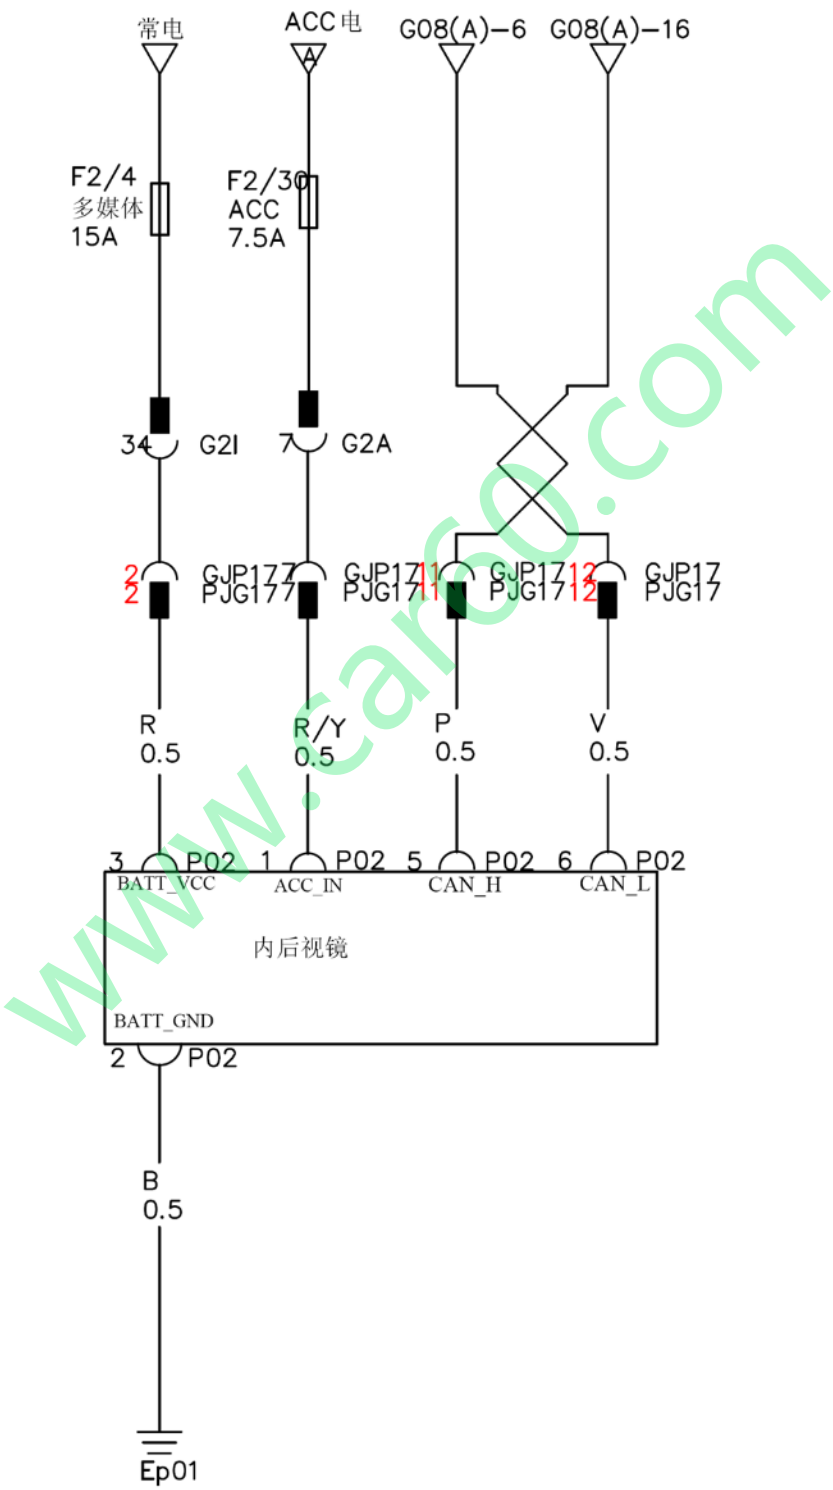 常电
ACC电
A
G08(A)-6
G08(A)-16
F2/4
多媒体
15A
F2/30
ACC
7.5A
34
G2I
7
G2A
2
GJP17
7
GJP17
11
GJP17
12
GJP17
2
PJG17
7
PJG17
11
PJG17
12
PJG17
R
0.5
R/Y
0.5
P
0.5
V
0.5
3
P02
1
P02
5
P02
6
P02
BATT_VCC
ACC_IN
CAN_H
CAN_L
内后视镜
BATT_GND
2
P02
B
0.5
Ep01
www.car60.com